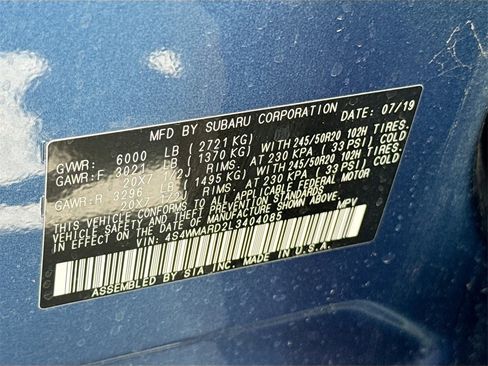 MFD BY SUBARU CORPORATION DATE 07/19
GVWR: 6000 LB (2721 KG)
GAWR:F 3021 LB (1370 KG) WITH 245/50R20 102H TIRES.
20X7 1/2J RIMS. AT 230 KPA (33 PSI) COLD
GAWR:R 3296 LB (1495 KG) WITH 245/50R20 102H TIRES.
20X7 RIMS. AT 230 KPA (33 PSI) COLD
THIS VEHICLE CONFORMS TO ALL APPLICABLE FEDERAL MOTOR
VEHICLE SAFETY AND THEFT PREVENTION STANDARDS IN EFFECT ON
THE DATE OF MANUFACTURE SHOWN ABOVE.
VIN: 4S4WMARD2L3404085 MPV
ASSEMBLED BY SIA INC. MADE IN U.S.A.